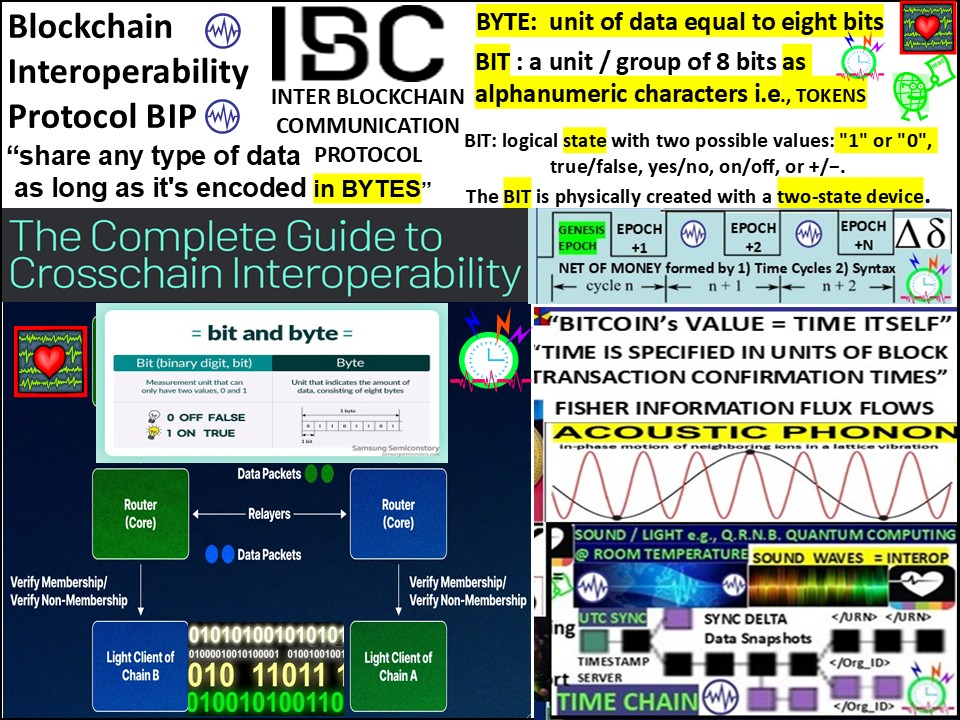 Blockchain
Interoperability
Protocol BIP
“share any type of data
as long as it's encoded in BYTES”
IBC
INTER BLOCKCHAIN
COMMUNICATION
PROTOCOL
BYTE: unit of data equal to eight bits
BIT : a unit / group of 8 bits as
alphanumeric characters i.e., TOKENS
BIT: logical state with two possible values: "1" or "0",
true/false, yes/no, on/off, or +/−.
The BIT is physically created with a two-state device.
The Complete Guide to
Crosschain Interoperability
GENESIS
EPOCH
EPOCH
+1
EPOCH
+2
EPOCH
+N
Δδ
NET OF MONEY formed by 1) Time Cycles 2) Syntax
cycle n
n + 1
n + 2
= bit and byte =
Bit (binary digit, bit)
Byte
Measurement unit that can
only have two values, 0 and 1
Unit that indicates the amount of
data, consisting of eight bytes
0 OFF FALSE
1 ON TRUE
1 byte
0 1 1 1 1 1 0 1
1 bit
Samsung Semiconstory
Data Packets
Router
(Core)
Relayers
Router
(Core)
Data Packets
Verify Membership/
Verify Non-Membership
Verify Membership/
Verify Non-Membership
Light Client of
Chain B
Light Client of
Chain A
010 11011 1
“BITCOIN’s VALUE = TIME ITSELF”
“TIME IS SPECIFIED IN UNITS OF BLOCK
TRANSACTION CONFIRMATION TIMES”
FISHER INFORMATION FLUX FLOWS
ACOUSTIC PHONON
in-phase motion of neighboring ions in a lattice vibration
SOUND / LIGHT e.g., Q.R.N.B. QUANTUM COMPUTING
@ ROOM TEMPERATURE
SOUND WAVES = INTEROP
UTC SYNC
SYNC DELTA
Data Snapshots
</URN>
</URN>
TIMESTAMP
SERVER
</Org_ID>
TIME CHAIN
</Org_ID>